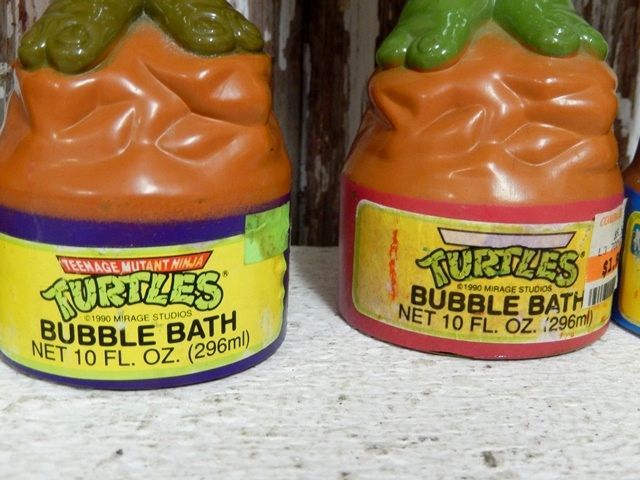 TEENAGE MUTANT NINJA
TURTLES®
©1990 MIRAGE STUDIOS
BUBBLE BATH
NET 10 FL. OZ. (296ml)
TURTLES®
©1990 MIRAGE STUDIOS
BUBBLE BATH
NET 10 FL. OZ. (296ml)